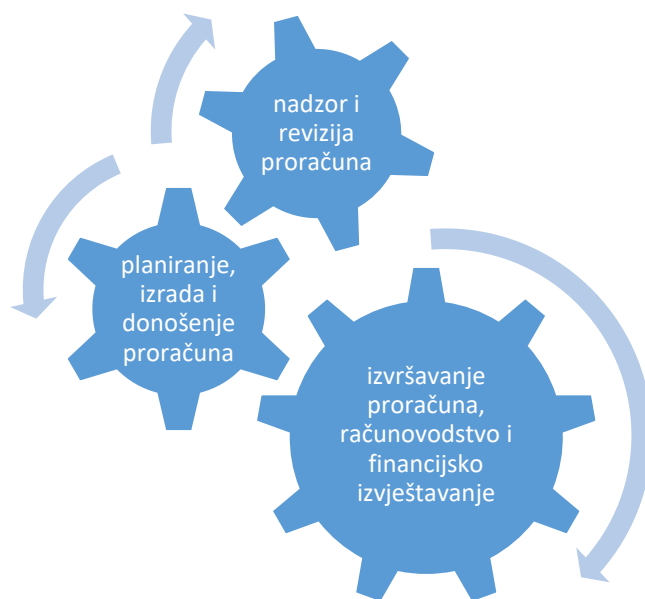 nadzor i
revizija
proračuna
planiranje,
izrada i
donošenje
proračuna
izvršavanje
proračuna,
računovodstvo i
financijsko
izvještavanje